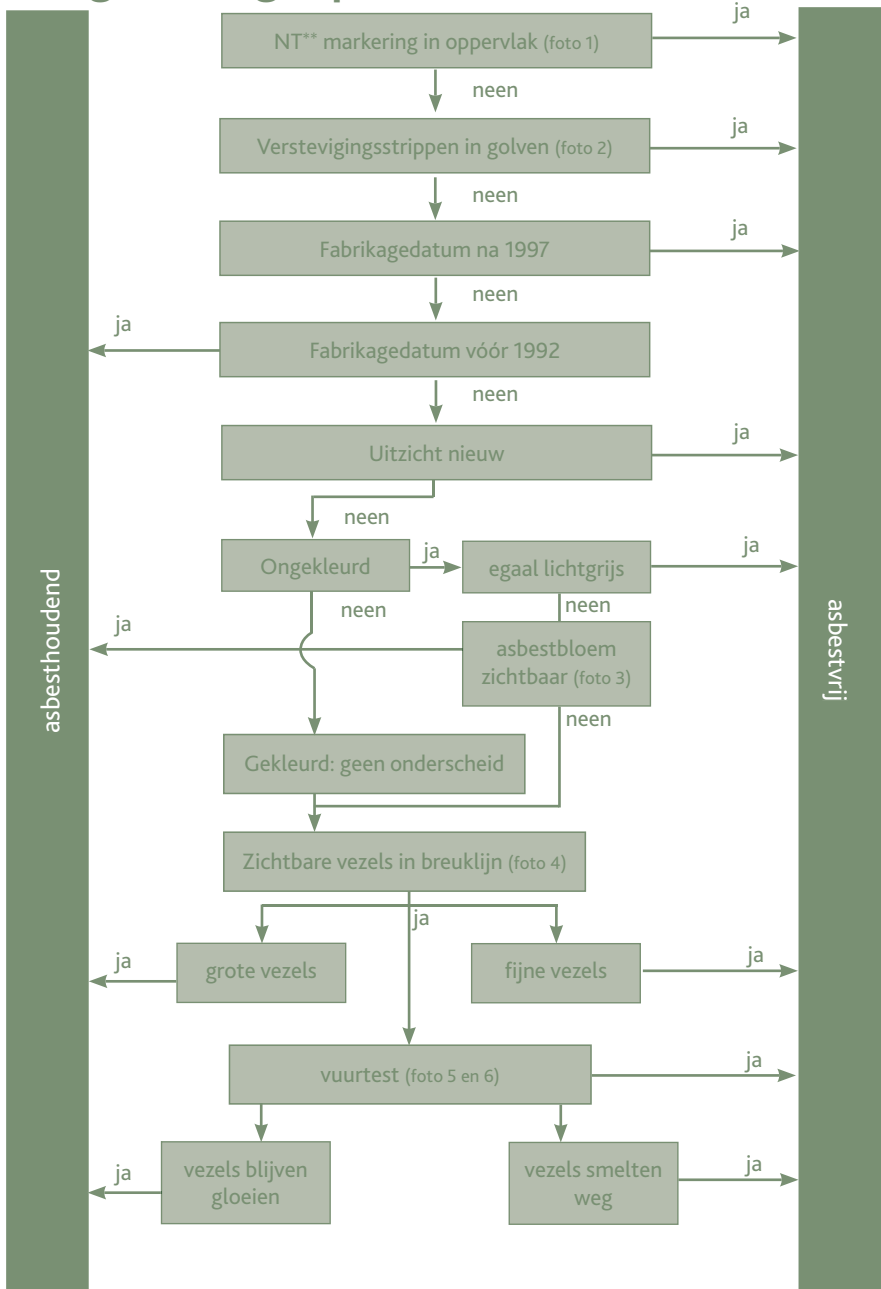 ja
NT** markering in oppervlak (foto 1)
neen
ja
Verstevigingsstrippen in golven (foto 2)
neen
ja
Fabrikagedatum na 1997
neen
ja
Fabrikagedatum vóór 1992
neen
ja
Uitzicht nieuw
neen
Ongekleurd
ja
egaal lichtgrijs
ja
neen
neen
ja
asbestbloem
zichtbaar (foto 3)
neen
Gekleurd: geen onderscheid
Zichtbare vezels in breuklijn (foto 4)
ja
ja
grote vezels
fijne vezels
ja
vuurtest (foto 5 en 6)
ja
ja
vezels blijven
gloeien
vezels smelten
weg
ja
asbesthoudend
asbestvrij